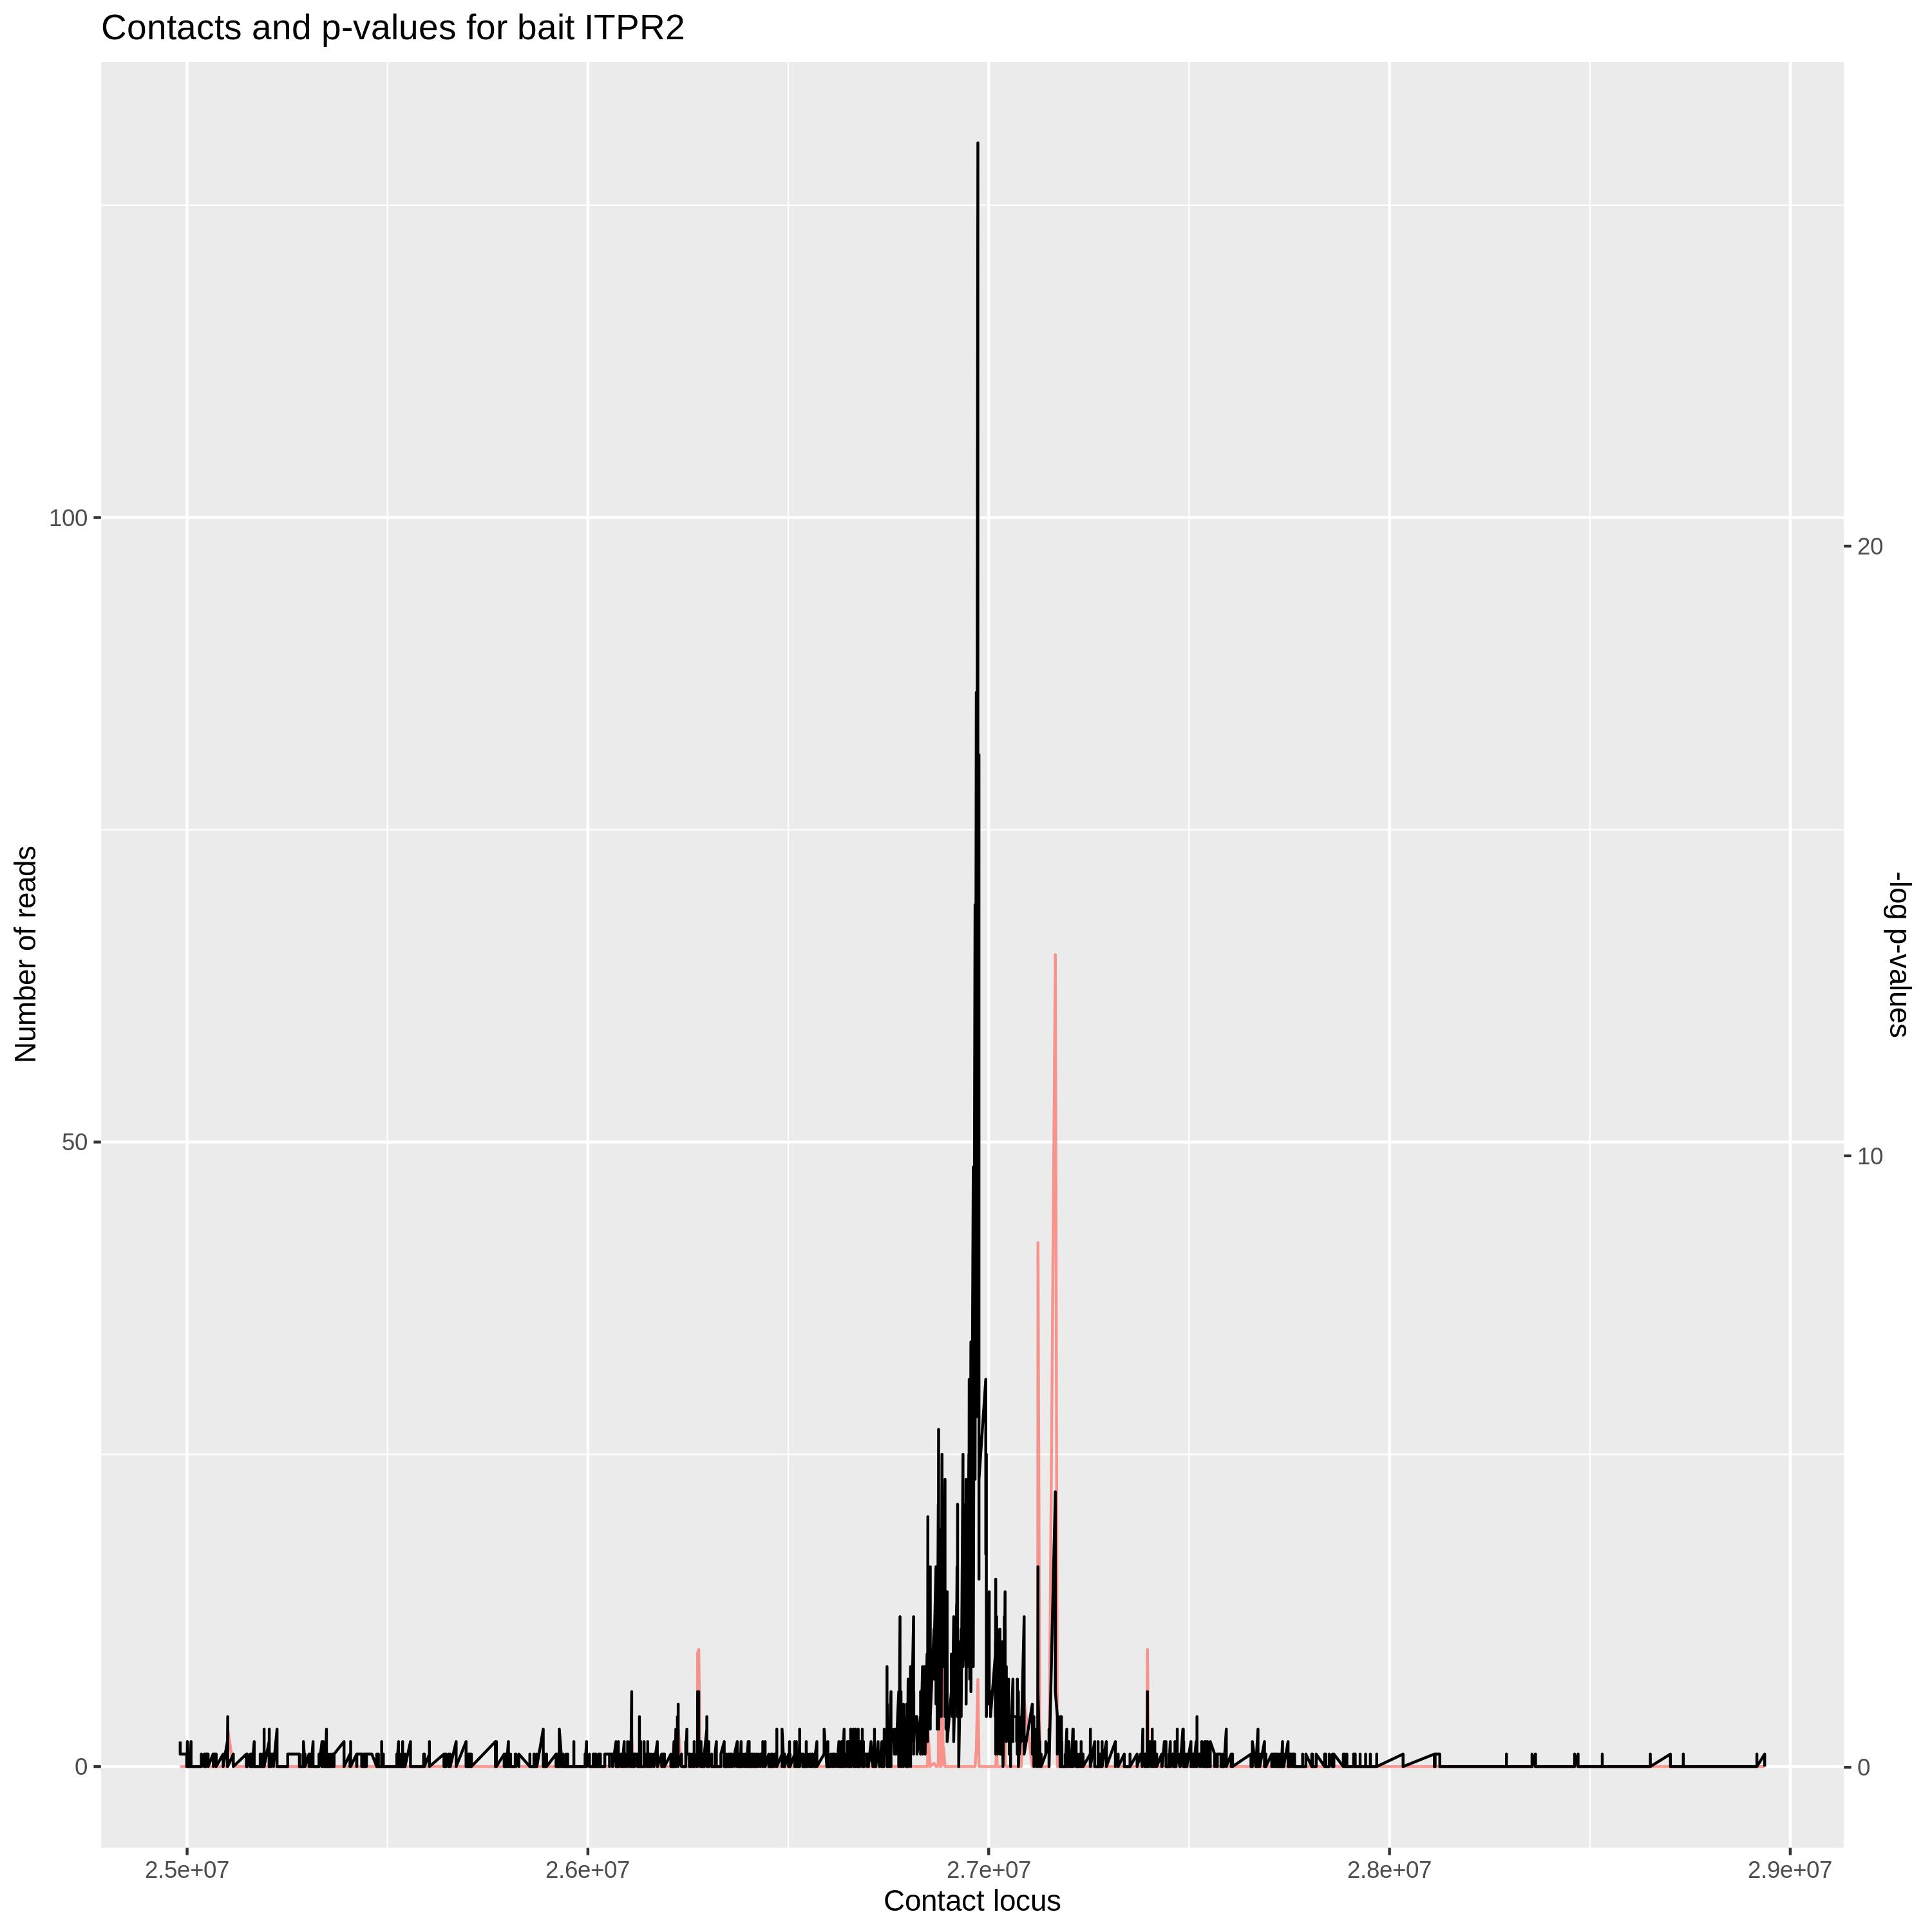 Contacts and p-values for bait ITPR2
100
50
0
Number of reads
20
10
0
-log p-values
2.5e+07
2.6e+07
2.7e+07
2.8e+07
2.9e+07
Contact locus